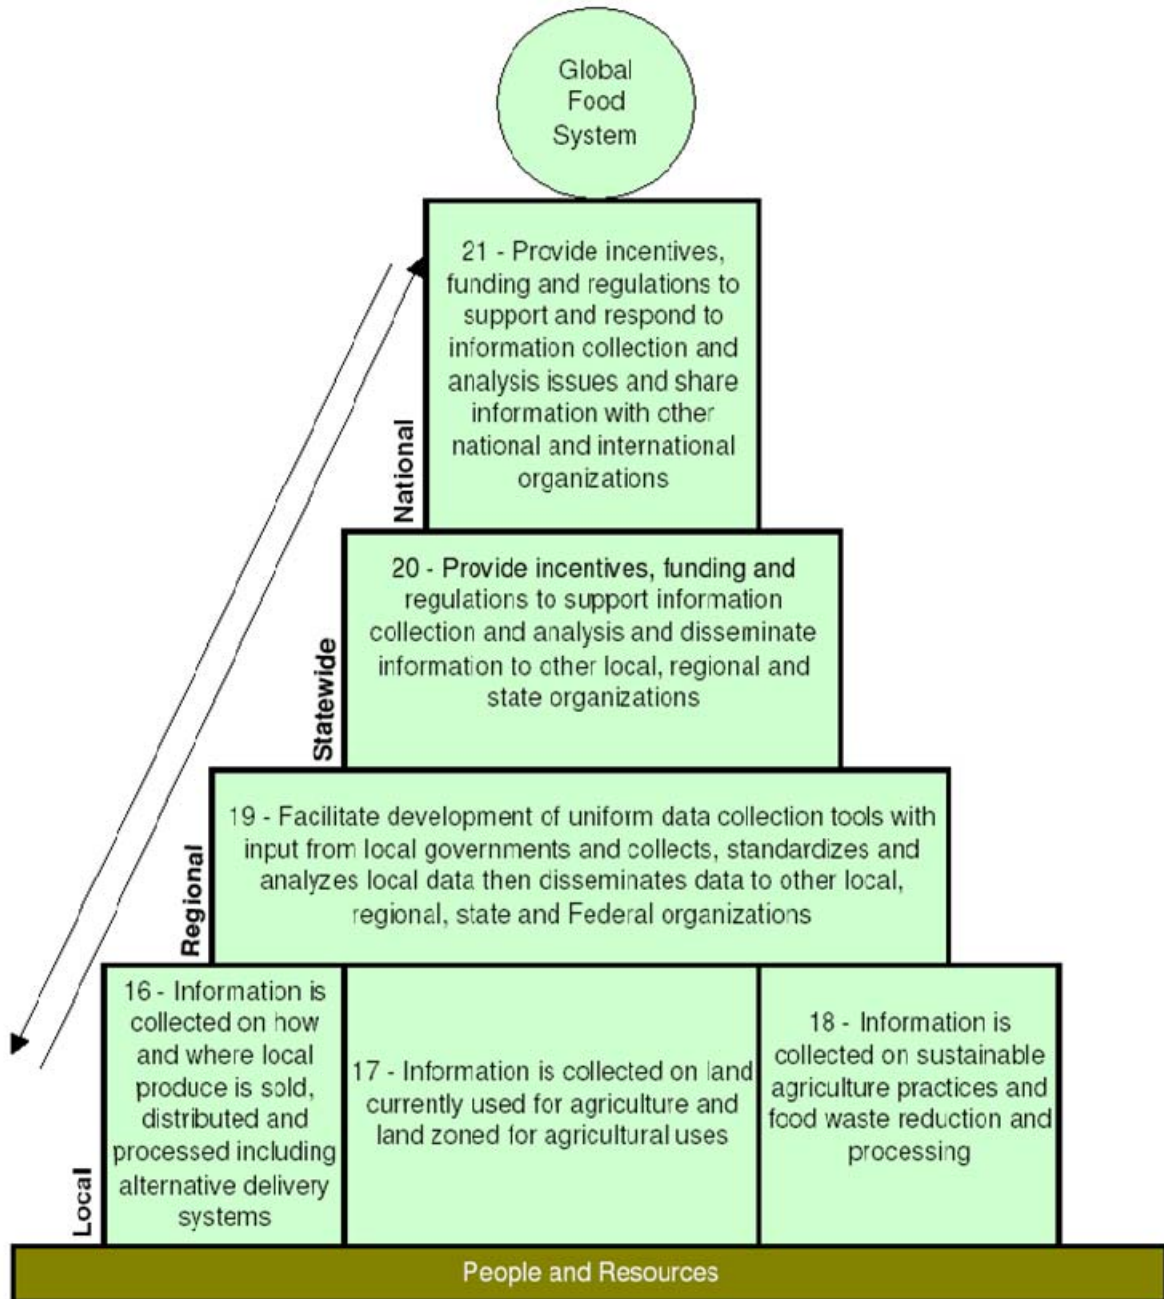 Global
Food
System
21 - Provide incentives,
funding and regulations to
support and respond to
information collection and
analysis issues and share
information with other
national and international
organizations
National
20 - Provide incentives, funding and
regulations to support information
collection and analysis and disseminate
information to other local, regional and
state organizations
Statewide
19 - Facilitate development of uniform data collection tools with
input from local governments and collects, standardizes and
analyzes local data then disseminates data to other local,
regional, state and Federal organizations
Regional
16 - Information is
collected on how
and where local
produce is sold,
distributed and
processed including
alternative delivery
systems
17 - Information is collected on land
currently used for agriculture and
land zoned for agricultural uses
18 - Information is
collected on sustainable
agriculture practices and
food waste reduction and
processing
Local
People and Resources